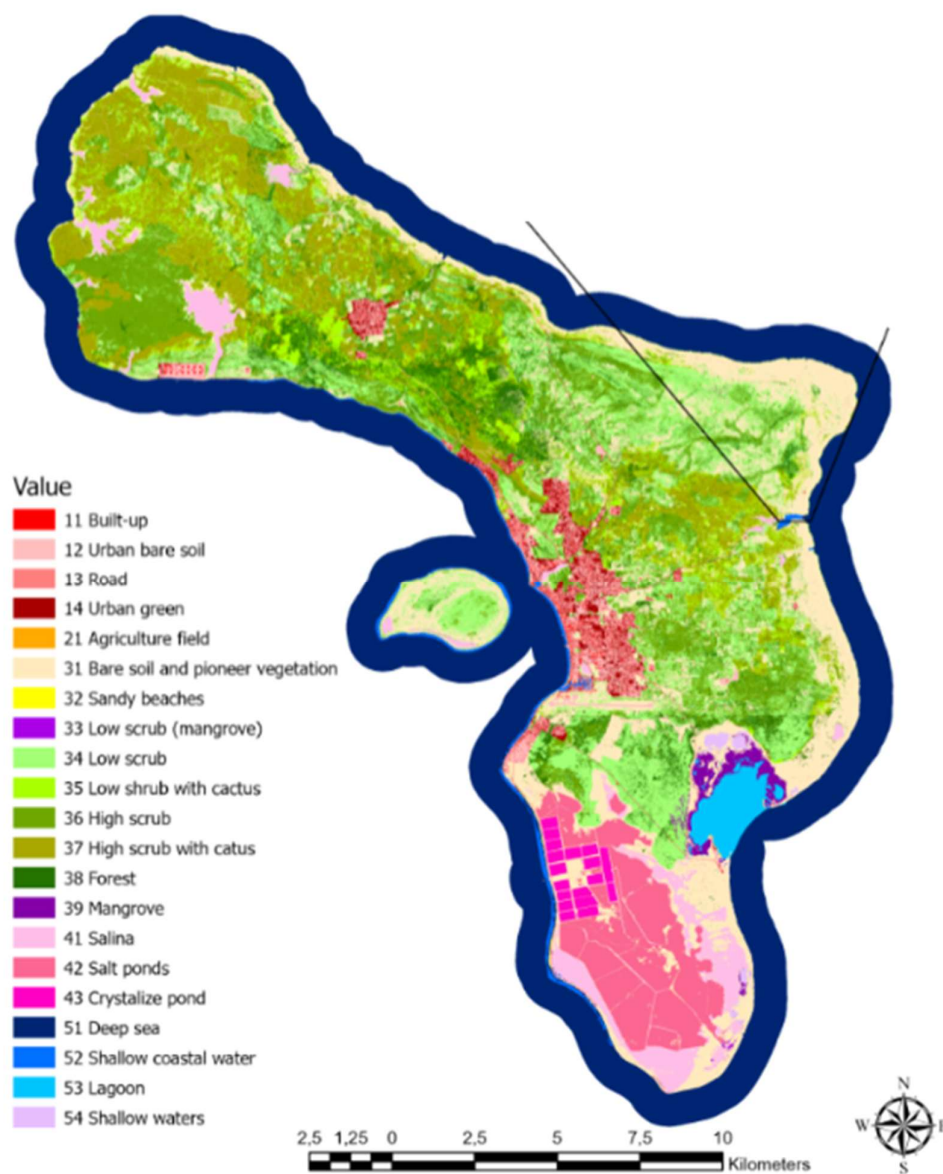 Value
11 Built-up
12 Urban bare soil
13 Road
14 Urban green
21 Agriculture field
31 Bare soil and pioneer vegetation
32 Sandy beaches
33 Low scrub (mangrove)
34 Low scrub
35 Low shrub with cactus
36 High scrub
37 High scrub with catus
38 Forest
39 Mangrove
41 Salina
42 Salt ponds
43 Crystalize pond
51 Deep sea
52 Shallow coastal water
53 Lagoon
54 Shallow waters
2,5 1,25 0 2,5 5 7,5 10
Kilometers
N
W E
S